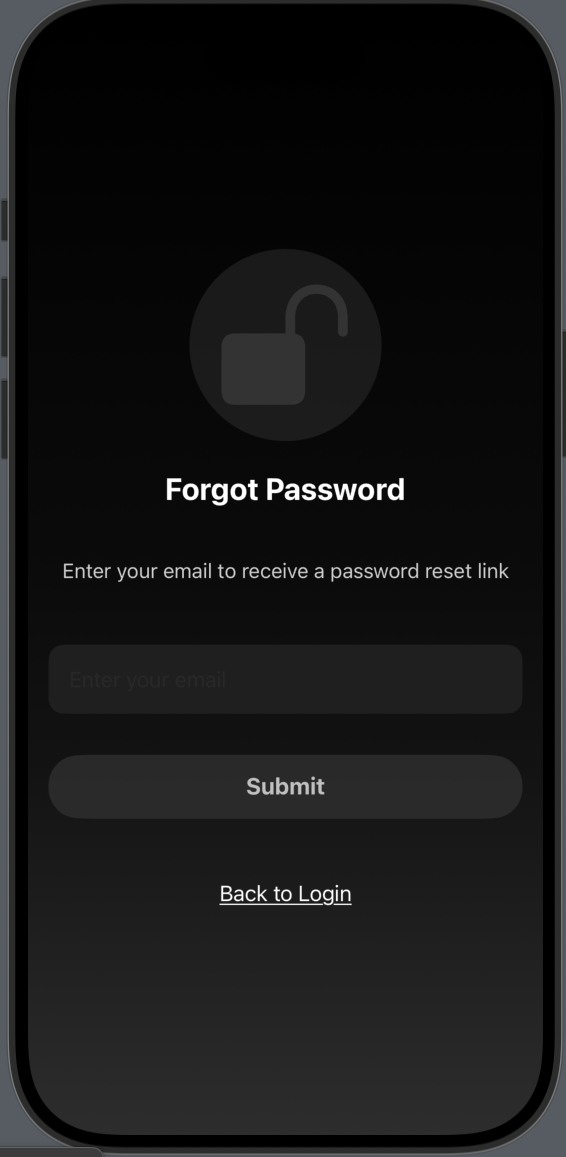 Forgot Password
Enter your email to receive a password reset link
Enter your email
Submit
Back to Login